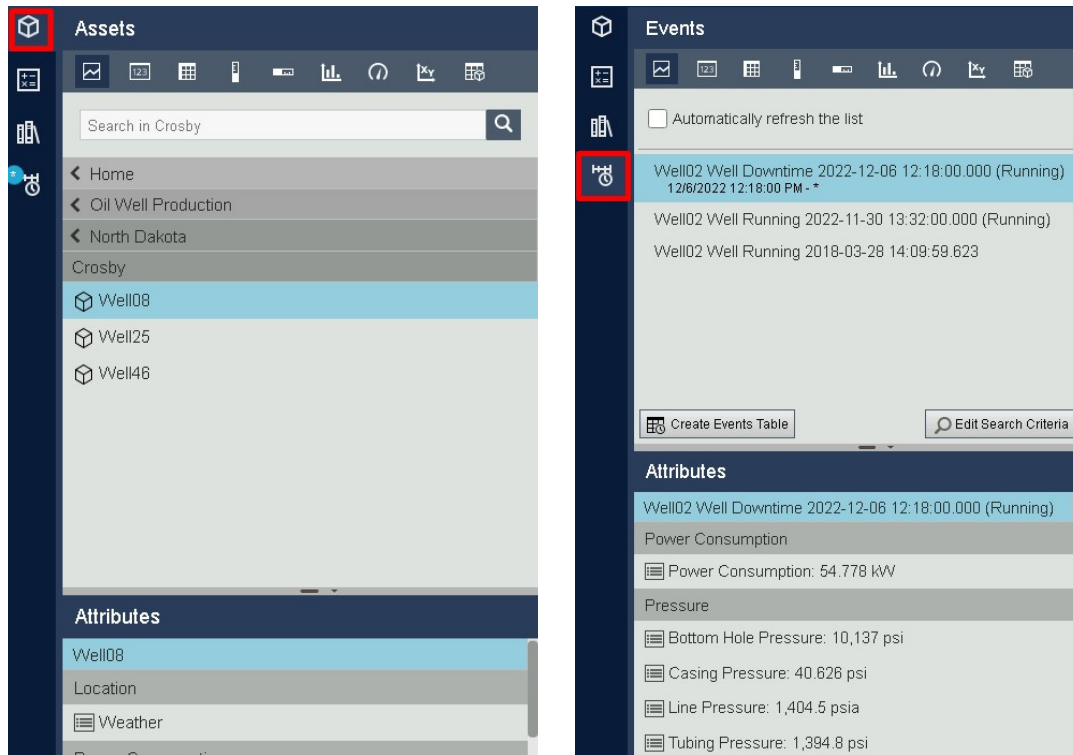 Assets
123
Search in Crosby
Home
Oil Well Production
North Dakota
Crosby
Well08
Well25
Well46
Attributes
Well08
Location
Weather
Events
123
Automatically refresh the list
Well02 Well Downtime 2022-12-06 12:18:00.000 (Running)
12/6/2022 12:18:00 PM - *
Well02 Well Running 2022-11-30 13:32:00.000 (Running)
Well02 Well Running 2018-03-28 14:09:59.623
Create Events Table
Edit Search Criteria
Attributes
Well02 Well Downtime 2022-12-06 12:18:00.000 (Running)
Power Consumption
Power Consumption: 54.778 kW
Pressure
Bottom Hole Pressure: 10,137 psi
Casing Pressure: 40.626 psi
Line Pressure: 1,404.5 psia
Tubing Pressure: 1,394.8 psi